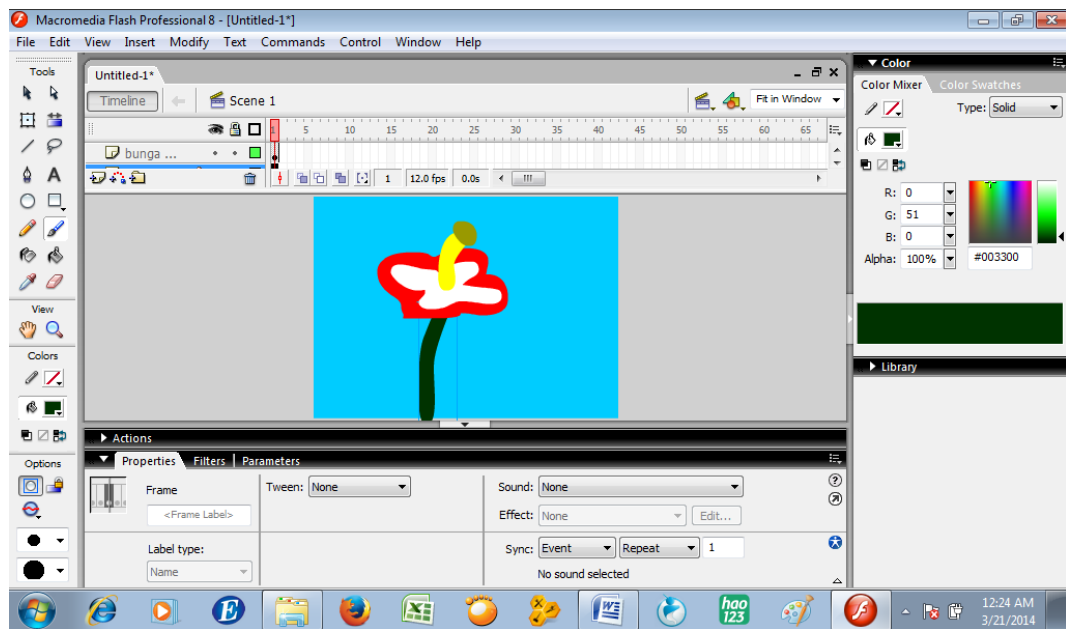 Macromedia Flash Professional 8 - [Untitled-1*]
File Edit View Insert Modify Text Commands Control Window Help
Tools
Untitled-1*
Timeline
Scene 1
Fit in Window
1 5 10 15 20 25 30 35 40 45 50 55 60 65
bunga ...
1 12.0 fps 0.0s
View
Colors
Options
Color
Color Mixer Color Swatches
Type: Solid
R: 0
G: 51
B: 0
Alpha: 100% #003300
Library
Actions
Properties Filters | Parameters
Frame
<Frame Label>
Label type:
Name
Tween: None
Sound: None
Effect: None Edit...
Sync: Event Repeat 1
No sound selected
hao
123
12:24 AM
3/21/2014